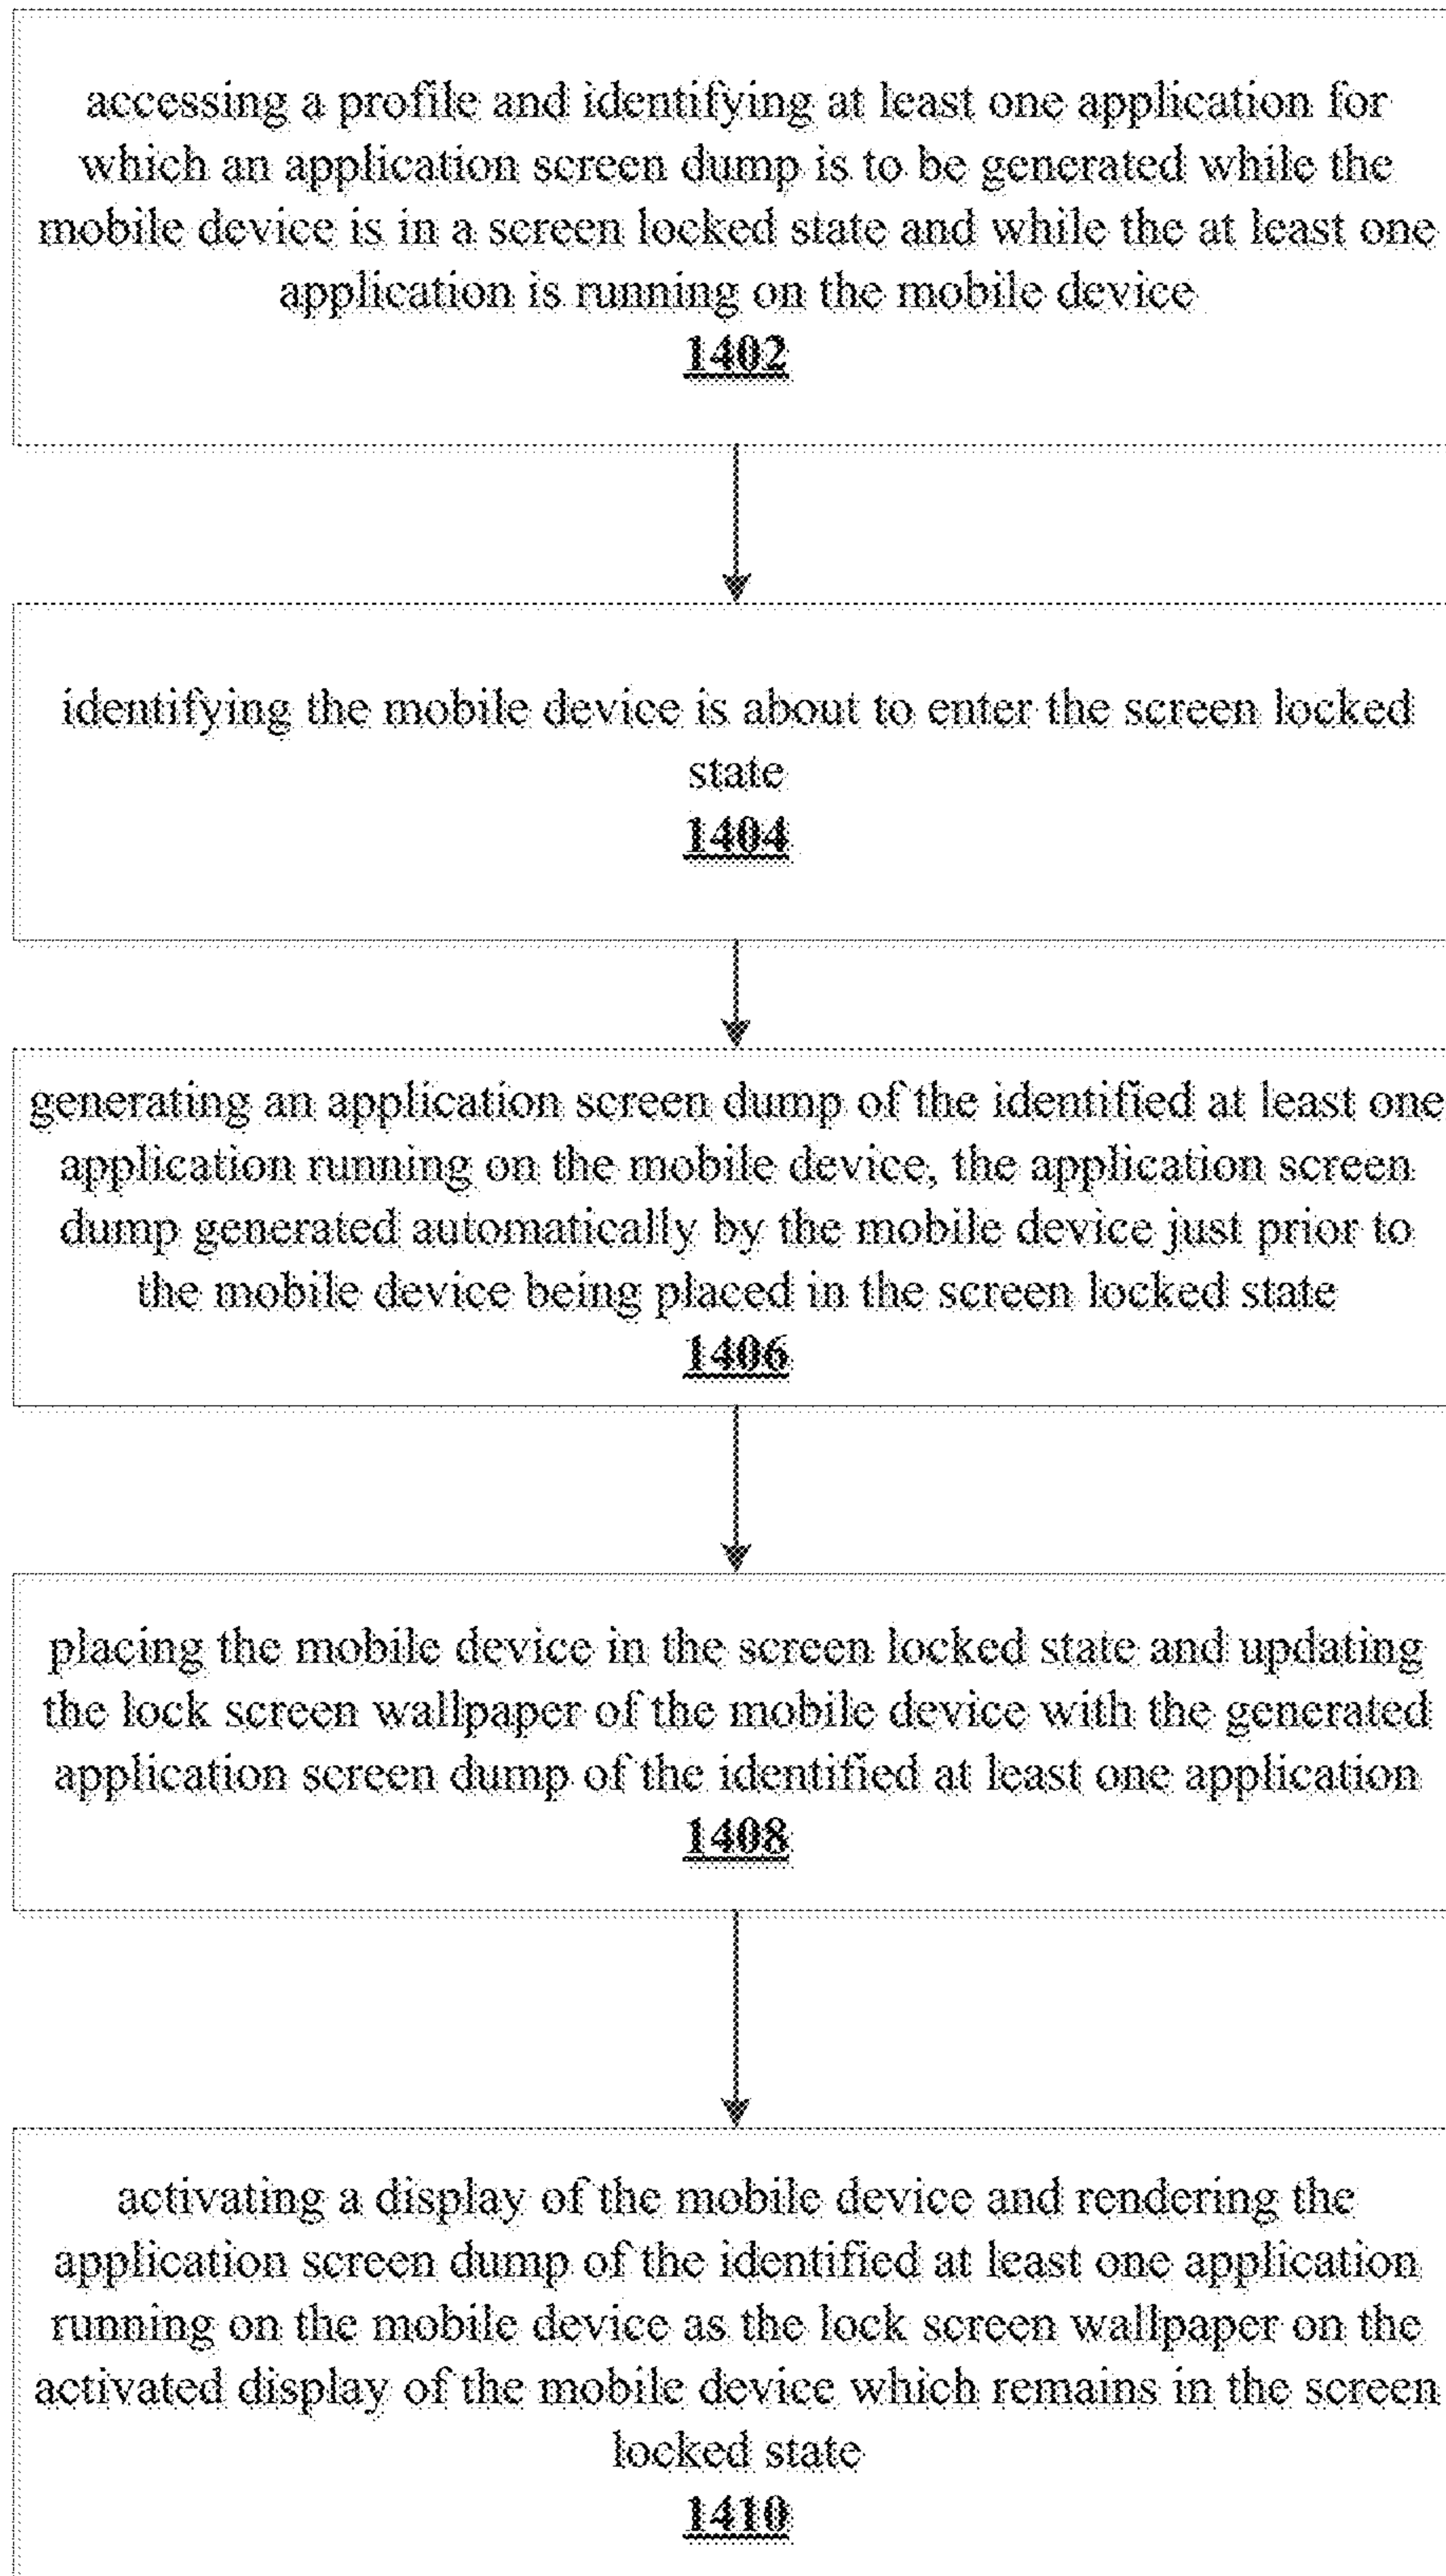 accessing a profile and identifying at least one application for
which an application screen dump is to be generated while the
mobile device is in a screen locked state and while the at least one
application is running on the mobile device
1402
identifying the mobile device is about to enter the screen locked
state
1404
generating an application screen dump of the identified at least one
application running on the mobile device, the application screen
dump generated automatically by the mobile device just prior to
the mobile device being placed in the screen locked state
1406
placing the mobile device in the screen locked state and updating
the lock screen wallpaper of the mobile device with the generated
application screen dump of the identified at least one application
1408
activating a display of the mobile device and rendering the
application screen dump of the identified at least one application
running on the mobile device as the lock screen wallpaper on the
activated display of the mobile device which remains in the screen
locked state
1410